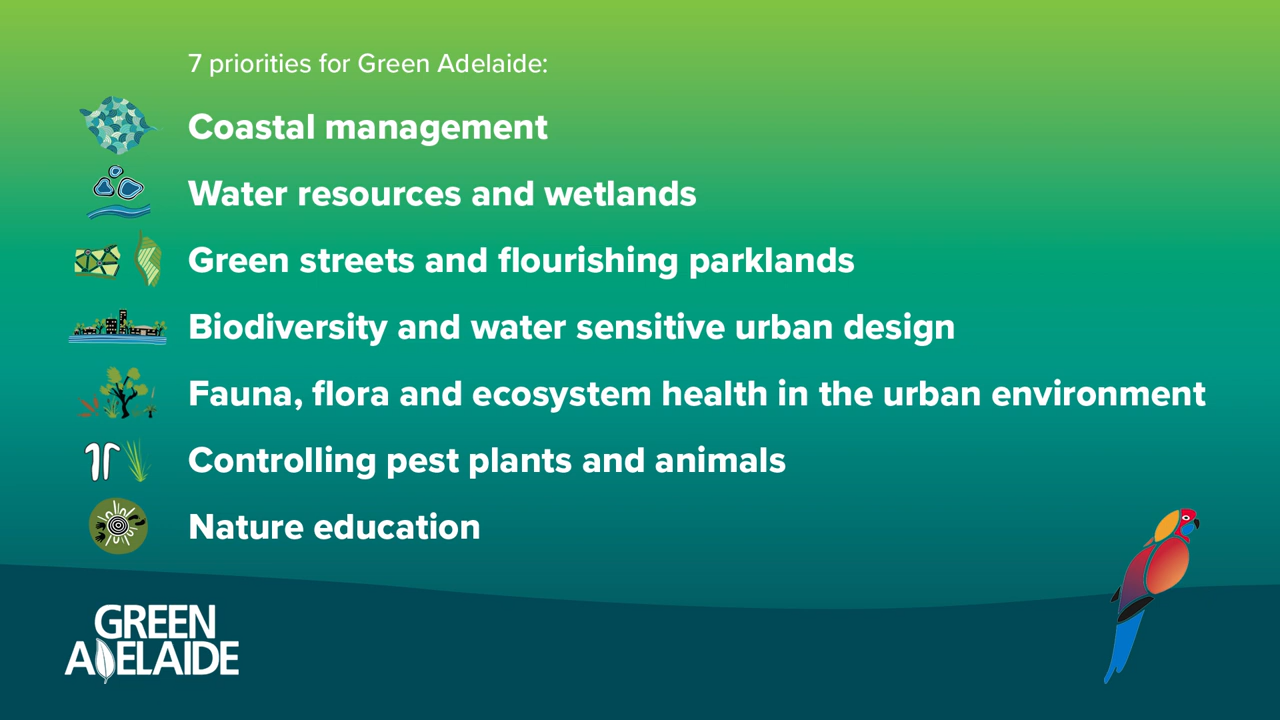 7 priorities for Green Adelaide:
Coastal management
Water resources and wetlands
Green streets and flourishing parklands
Biodiversity and water sensitive urban design
Fauna, flora and ecosystem health in the urban environment
Controlling pest plants and animals
Nature education
GREEN
ADELAIDE